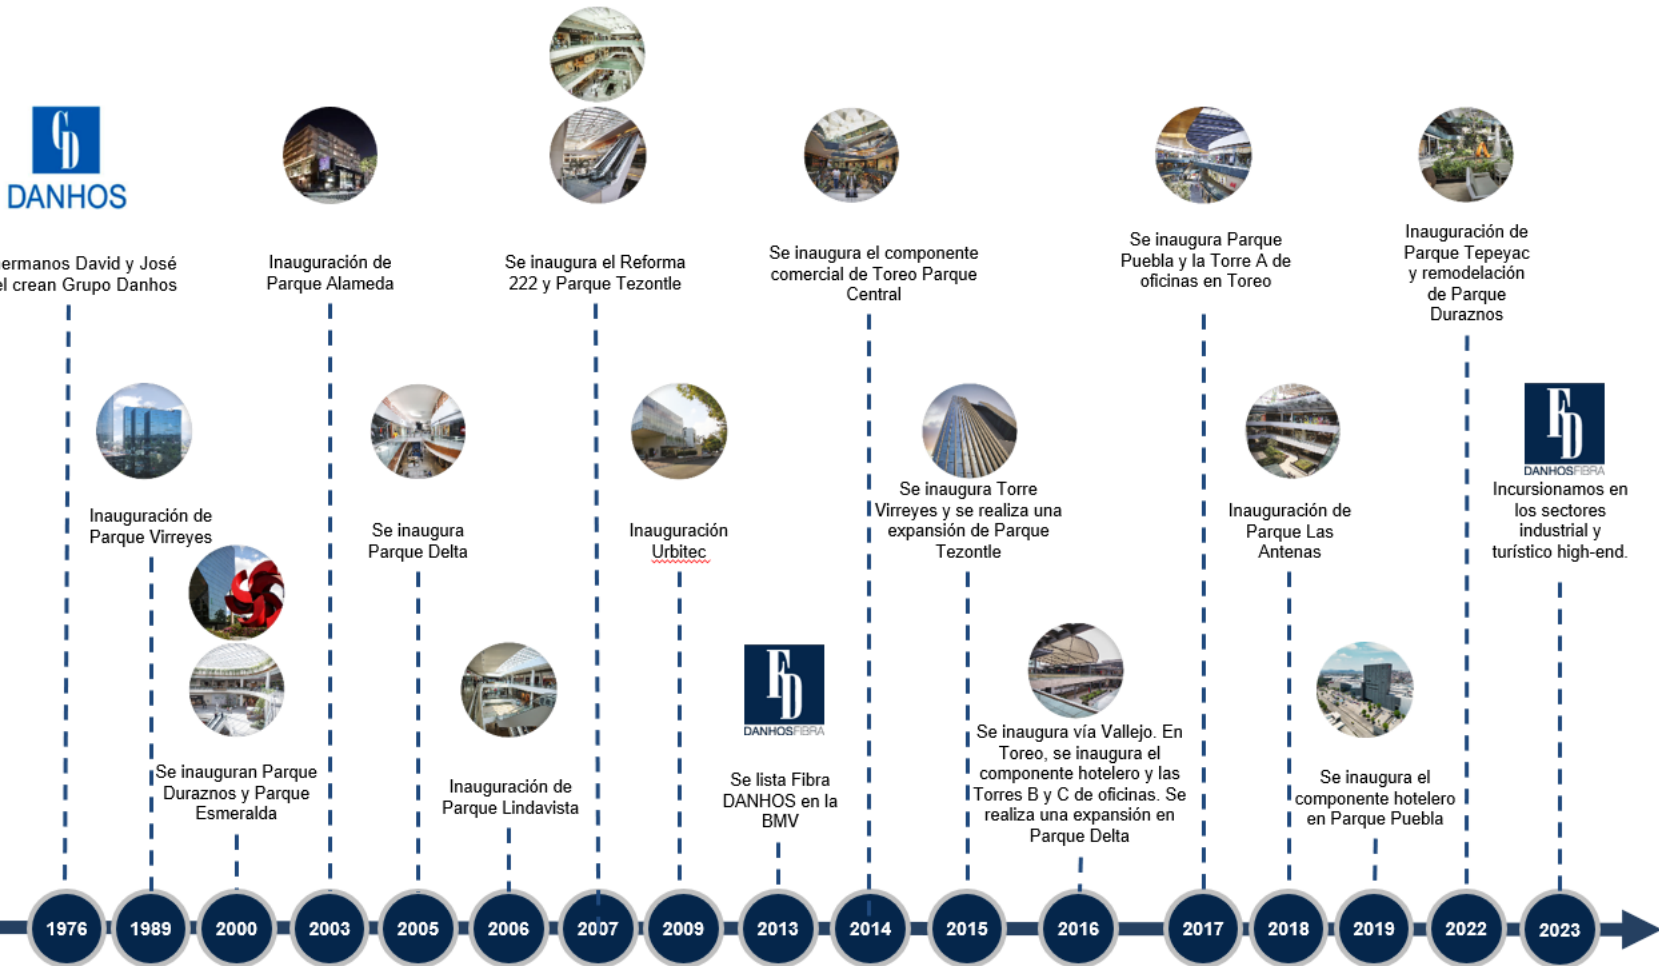 DANHOS
ermanos David y José
el crean Grupo Danhos
Inauguración de
Parque Virreyes
Se inauguran Parque
Duraznos y Parque
Esmeralda
Inauguración de
Parque Alameda
Se inaugura
Parque Delta
Inauguración de
Parque Lindavista
Se inaugura el Reforma
222 y Parque Tezontle
Inauguración
Urbitec
DANHOSFIBRA
Se lista Fibra
DANHOS en la
BMV
Se inaugura el componente
comercial de Toreo Parque
Central
Se inaugura Torre
Virreyes y se realiza una
expansión de Parque
Tezontle
Se inaugura vía Vallejo. En
Toreo, se inaugura el
componente hotelero y las
Torres B y C de oficinas. Se
realiza una expansión en
Parque Delta
Se inaugura Parque
Puebla y la Torre A de
oficinas en Toreo
Inauguración de
Parque Las
Antenas
Se inaugura el
componente hotelero
en Parque Puebla
Inauguración de
Parque Tepeyac
y remodelación
de Parque
Duraznos
DANHOSFIBRA
Incursionamos en
los sectores
industrial y
turístico high-end.
1976 1989 2000 2003 2005 2006 2007 2009 2013 2014 2015 2016 2017 2018 2019 2022 2023